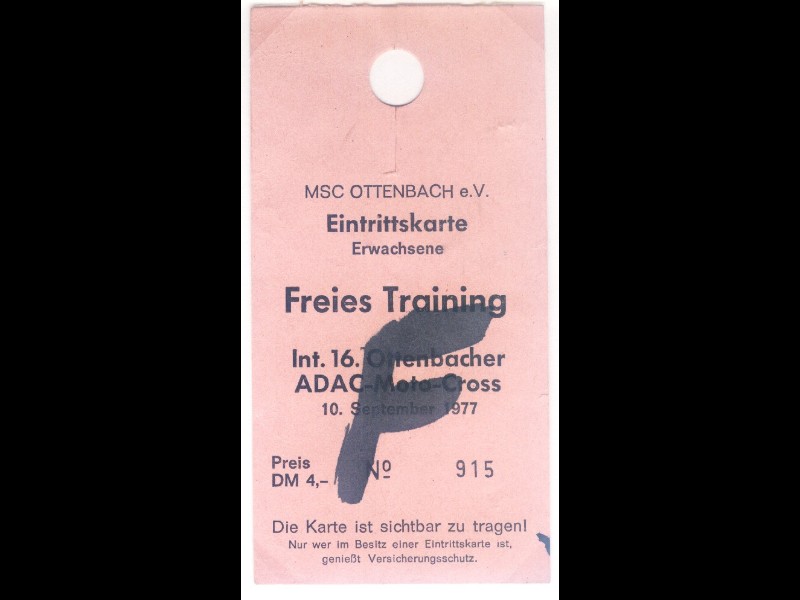 MSC OTTENBACH e.V.
Eintrittskarte
Erwachsene
Freies Training
Int. 16. Ottenbacher
ADAC-Moto-Cross
10. September 1977
Preis
DM 4,-
Nº 915
F
Die Karte ist sichtbar zu tragen!
Nur wer im Besitz einer Eintrittskarte ist,
genießt Versicherungsschutz.